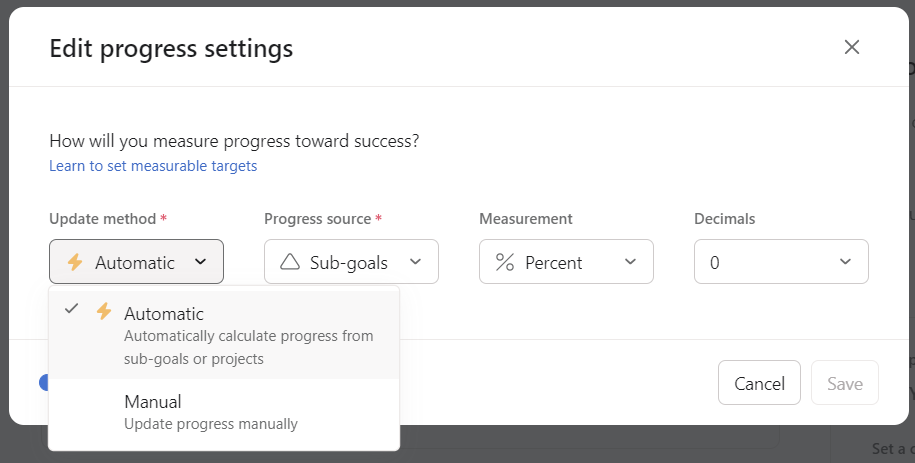 Edit progress settings
How will you measure progress toward success?
Learn to set measurable targets
Update method *
Progress source *
Measurement
Decimals
Automatic
Sub-goals
Percent
0
Automatic
Automatically calculate progress from
sub-goals or projects
Manual
Update progress manually
Cancel
Save
Set a